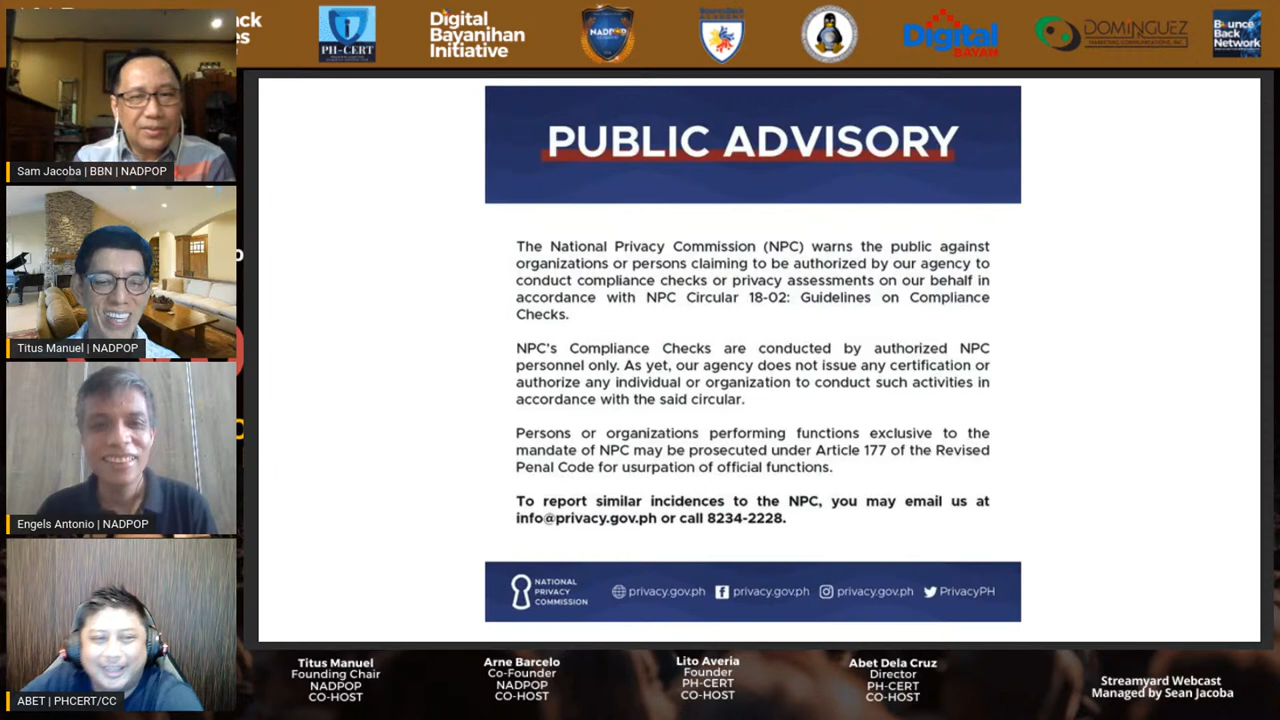 ck
es
PH-CERT
Digital
Bayanihan
Initiative
NADPOP
Digital
BAYAN
DOMINGUEZ
MARKETING COMMUNICATIONS, INC.
Bounce
Back
Network
Sam Jacoba | BBN | NADPOP
Titus Manuel | NADPOP
Engels Antonio | NADPOP
ABET | PHCERT/CC
PUBLIC ADVISORY
The National Privacy Commission (NPC) warns the public against
organizations or persons claiming to be authorized by our agency to
conduct compliance checks or privacy assessments on our behalf in
accordance with NPC Circular 18-02: Guidelines on Compliance
Checks.
NPC's Compliance Checks are conducted by authorized NPC
personnel only. As yet, our agency does not issue any certification or
authorize any individual or organization to conduct such activities in
accordance with the said circular.
Persons or organizations performing functions exclusive to the
mandate of NPC may be prosecuted under Article 177 of the Revised
Penal Code for usurpation of official functions.
To report similar incidences to the NPC, you may email us at
info@privacy.gov.ph or call 8234-2228.
NATIONAL
PRIVACY
COMMISSION
privacy.gov.ph
privacy.gov.ph
privacy.gov.ph
PrivacyPH
Titus Manuel
Founding Chair
NADPOP
CO-HOST
Arne Barcelo
Co-Founder
NADPOP
CO-HOST
Lito Averia
Founder
PH-CERT
CO-HOST
Abet Dela Cruz
Director
PH-CERT
CO-HOST
Streamyard Webcast
Managed by Sean Jacoba